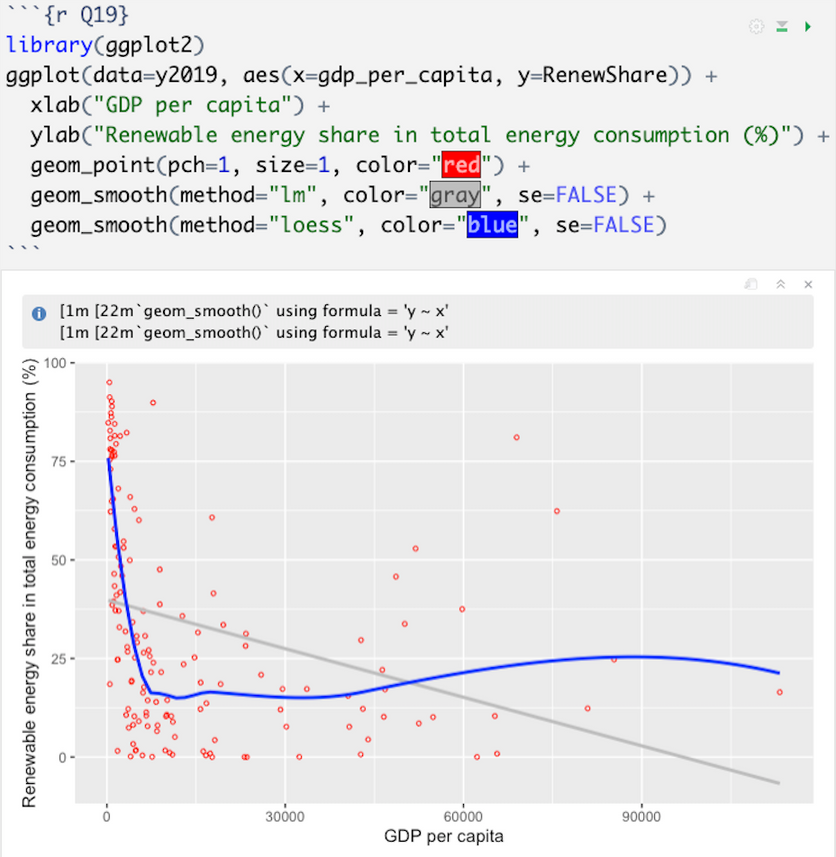 ```{r Q19}
library(ggplot2)
ggplot(data=y2019, aes(x=gdp_per_capita, y=RenewShare)) +
  xlab("GDP per capita") +
  ylab("Renewable energy share in total energy consumption (%)") +
  geom_point(pch=1, size=1, color="red") +
  geom_smooth(method="lm", color="gray", se=FALSE) +
  geom_smooth(method="loess", color="blue", se=FALSE)
```
[1m [22m`geom_smooth()` using formula = 'y ~ x'
[1m [22m`geom_smooth()` using formula = 'y ~ x'
Renewable energy share in total energy consumption (%)
100
75
50
25
0
0 30000 60000 90000
GDP per capita